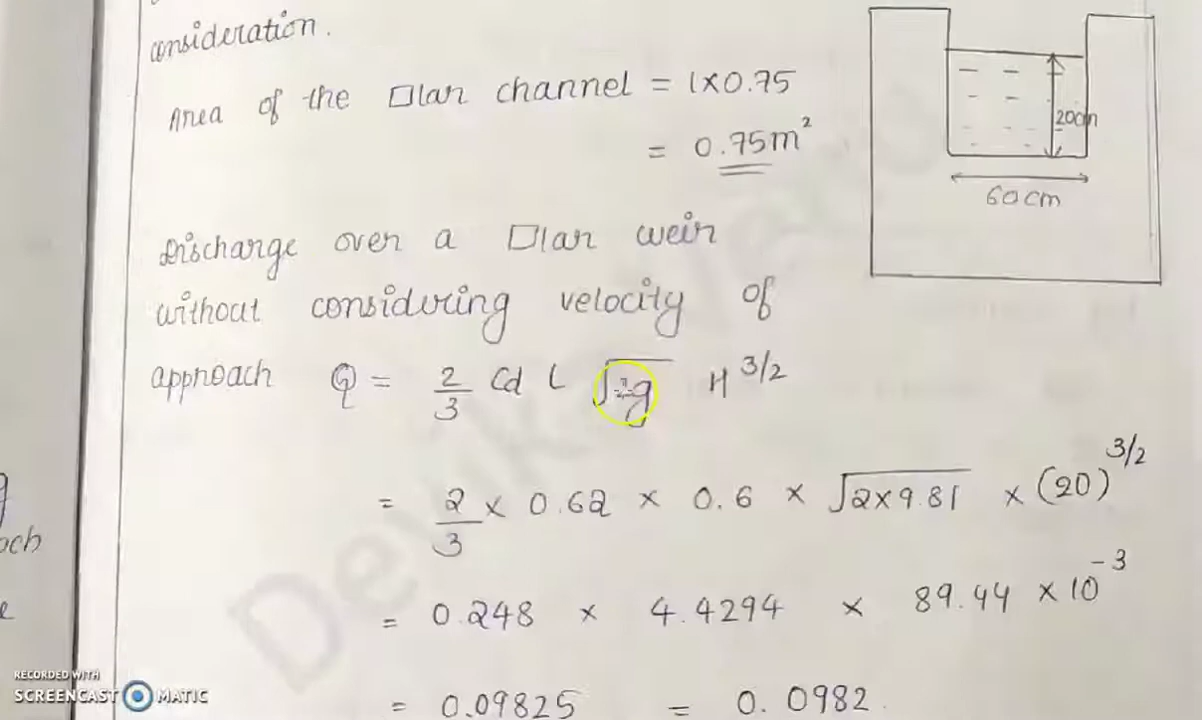 consideration.
Area of the □lar channel = 1×0.75
= 0.75m²
20cm
60cm
Discharge over a □lar weir
without considering velocity of
approach Q = 2/3 Cd L √2g H^3/2
= 2/3 × 0.62 × 0.6 × √2×9.81 × (20)^3/2
och
= 0.248 × 4.4294 × 89.44 × 10^-3
= 0.09825 = 0.0982
RECORDED WITH
SCREENCAST MATIC